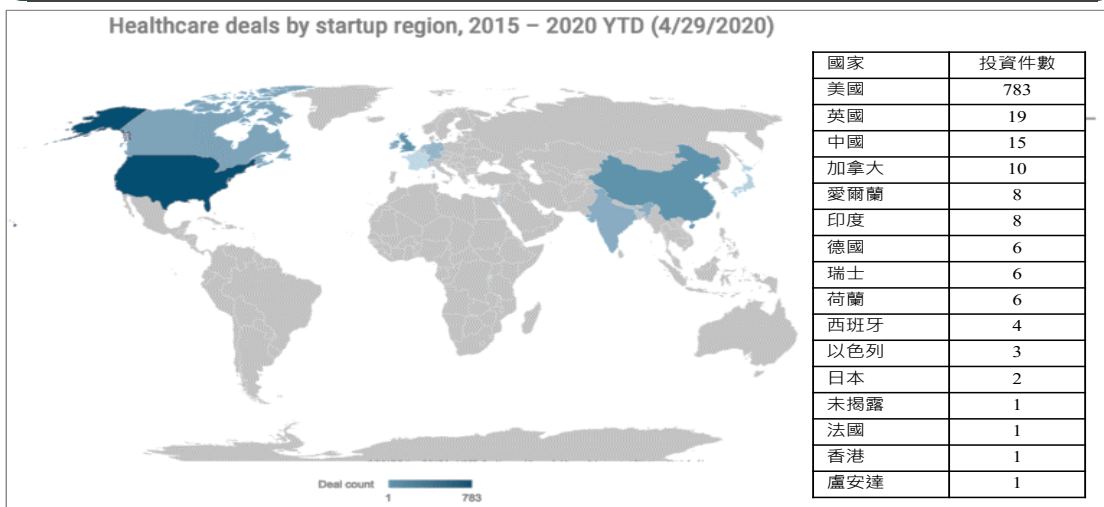 Healthcare deals by startup region, 2015 – 2020 YTD (4/29/2020)
國家 投資件數
美國 783
英國 19
中國 15
加拿大 10
愛爾蘭 8
印度 8
德國 6
瑞士 6
荷蘭 6
西班牙 4
以色列 3
日本 2
未揭露 1
法國 1
香港 1
盧安達 1
Deal count
1 783